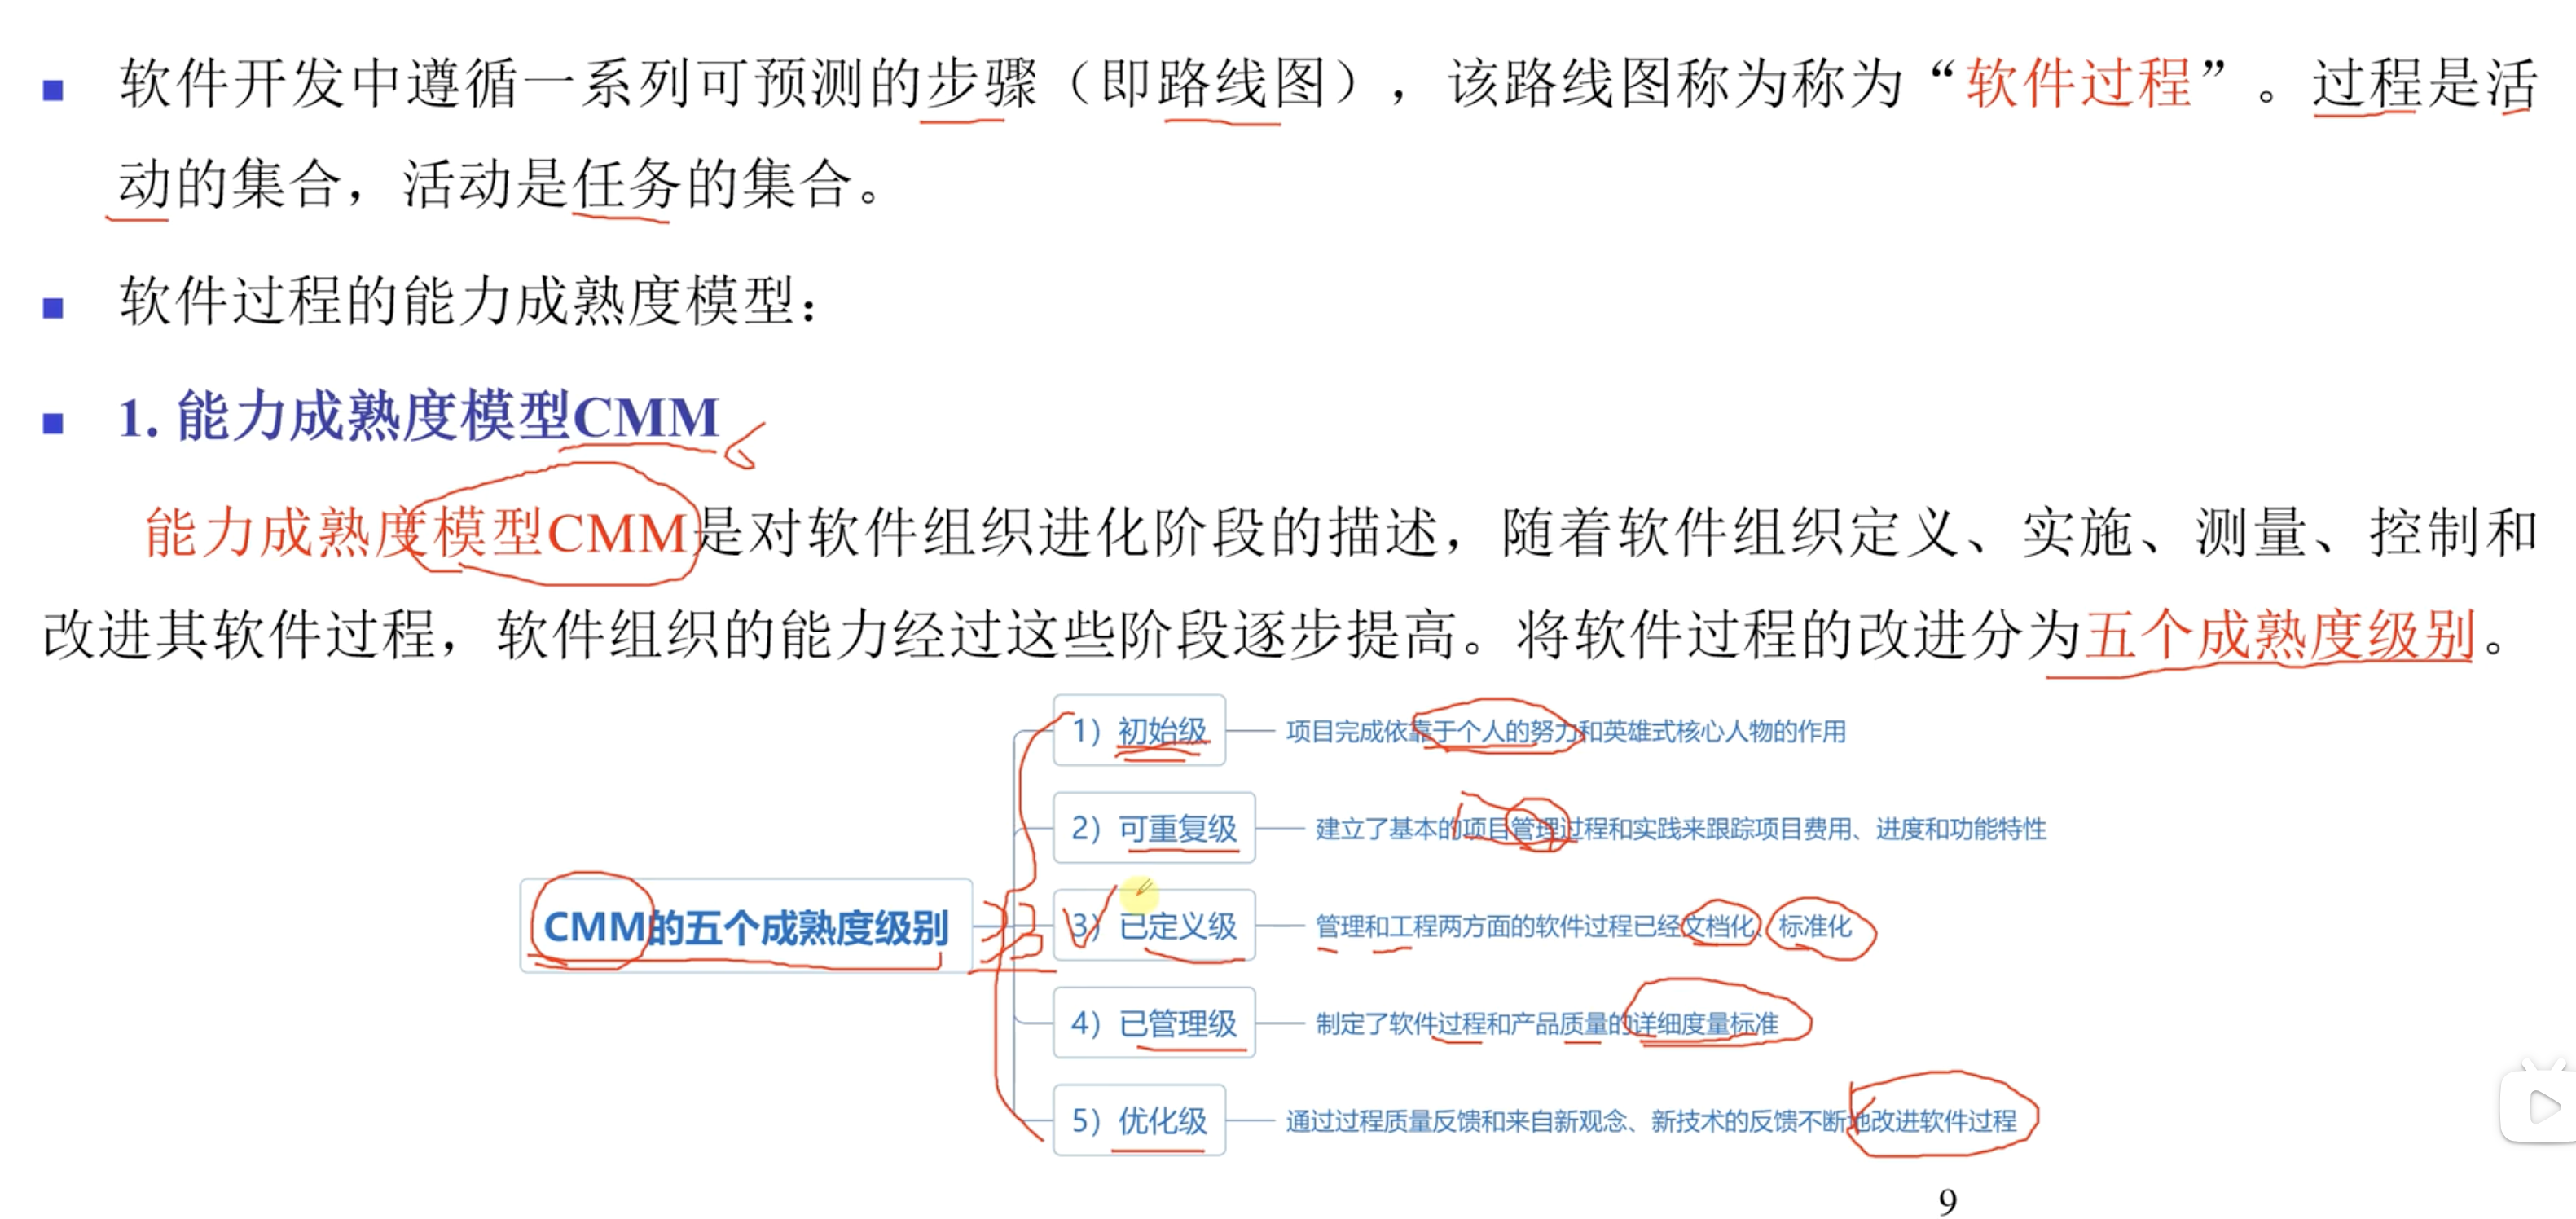 软件开发中遵循一系列可预测的步骤（即路线图），该路线图称为称为“软件过程”。过程是活
动的集合，活动是任务的集合。
软件过程的能力成熟度模型：
1. 能力成熟度模型CMM
能力成熟度模型CMM是对软件组织进化阶段的描述，随着软件组织定义、实施、测量、控制和
改进其软件过程，软件组织的能力经过这些阶段逐步提高。将软件过程的改进分为五个成熟度级别。
CMM的五个成熟度级别
1）初始级
项目完成依靠于个人的努力和英雄式核心人物的作用
2）可重复级
建立了基本的项目管理过程和实践来跟踪项目费用、进度和功能特性
3）已定义级
管理和工程两方面的软件过程已经文档化、标准化
4）已管理级
制定了软件过程和产品质量的详细度量标准
5）优化级
通过过程质量反馈和来自新观念、新技术的反馈不断地改进软件过程
9